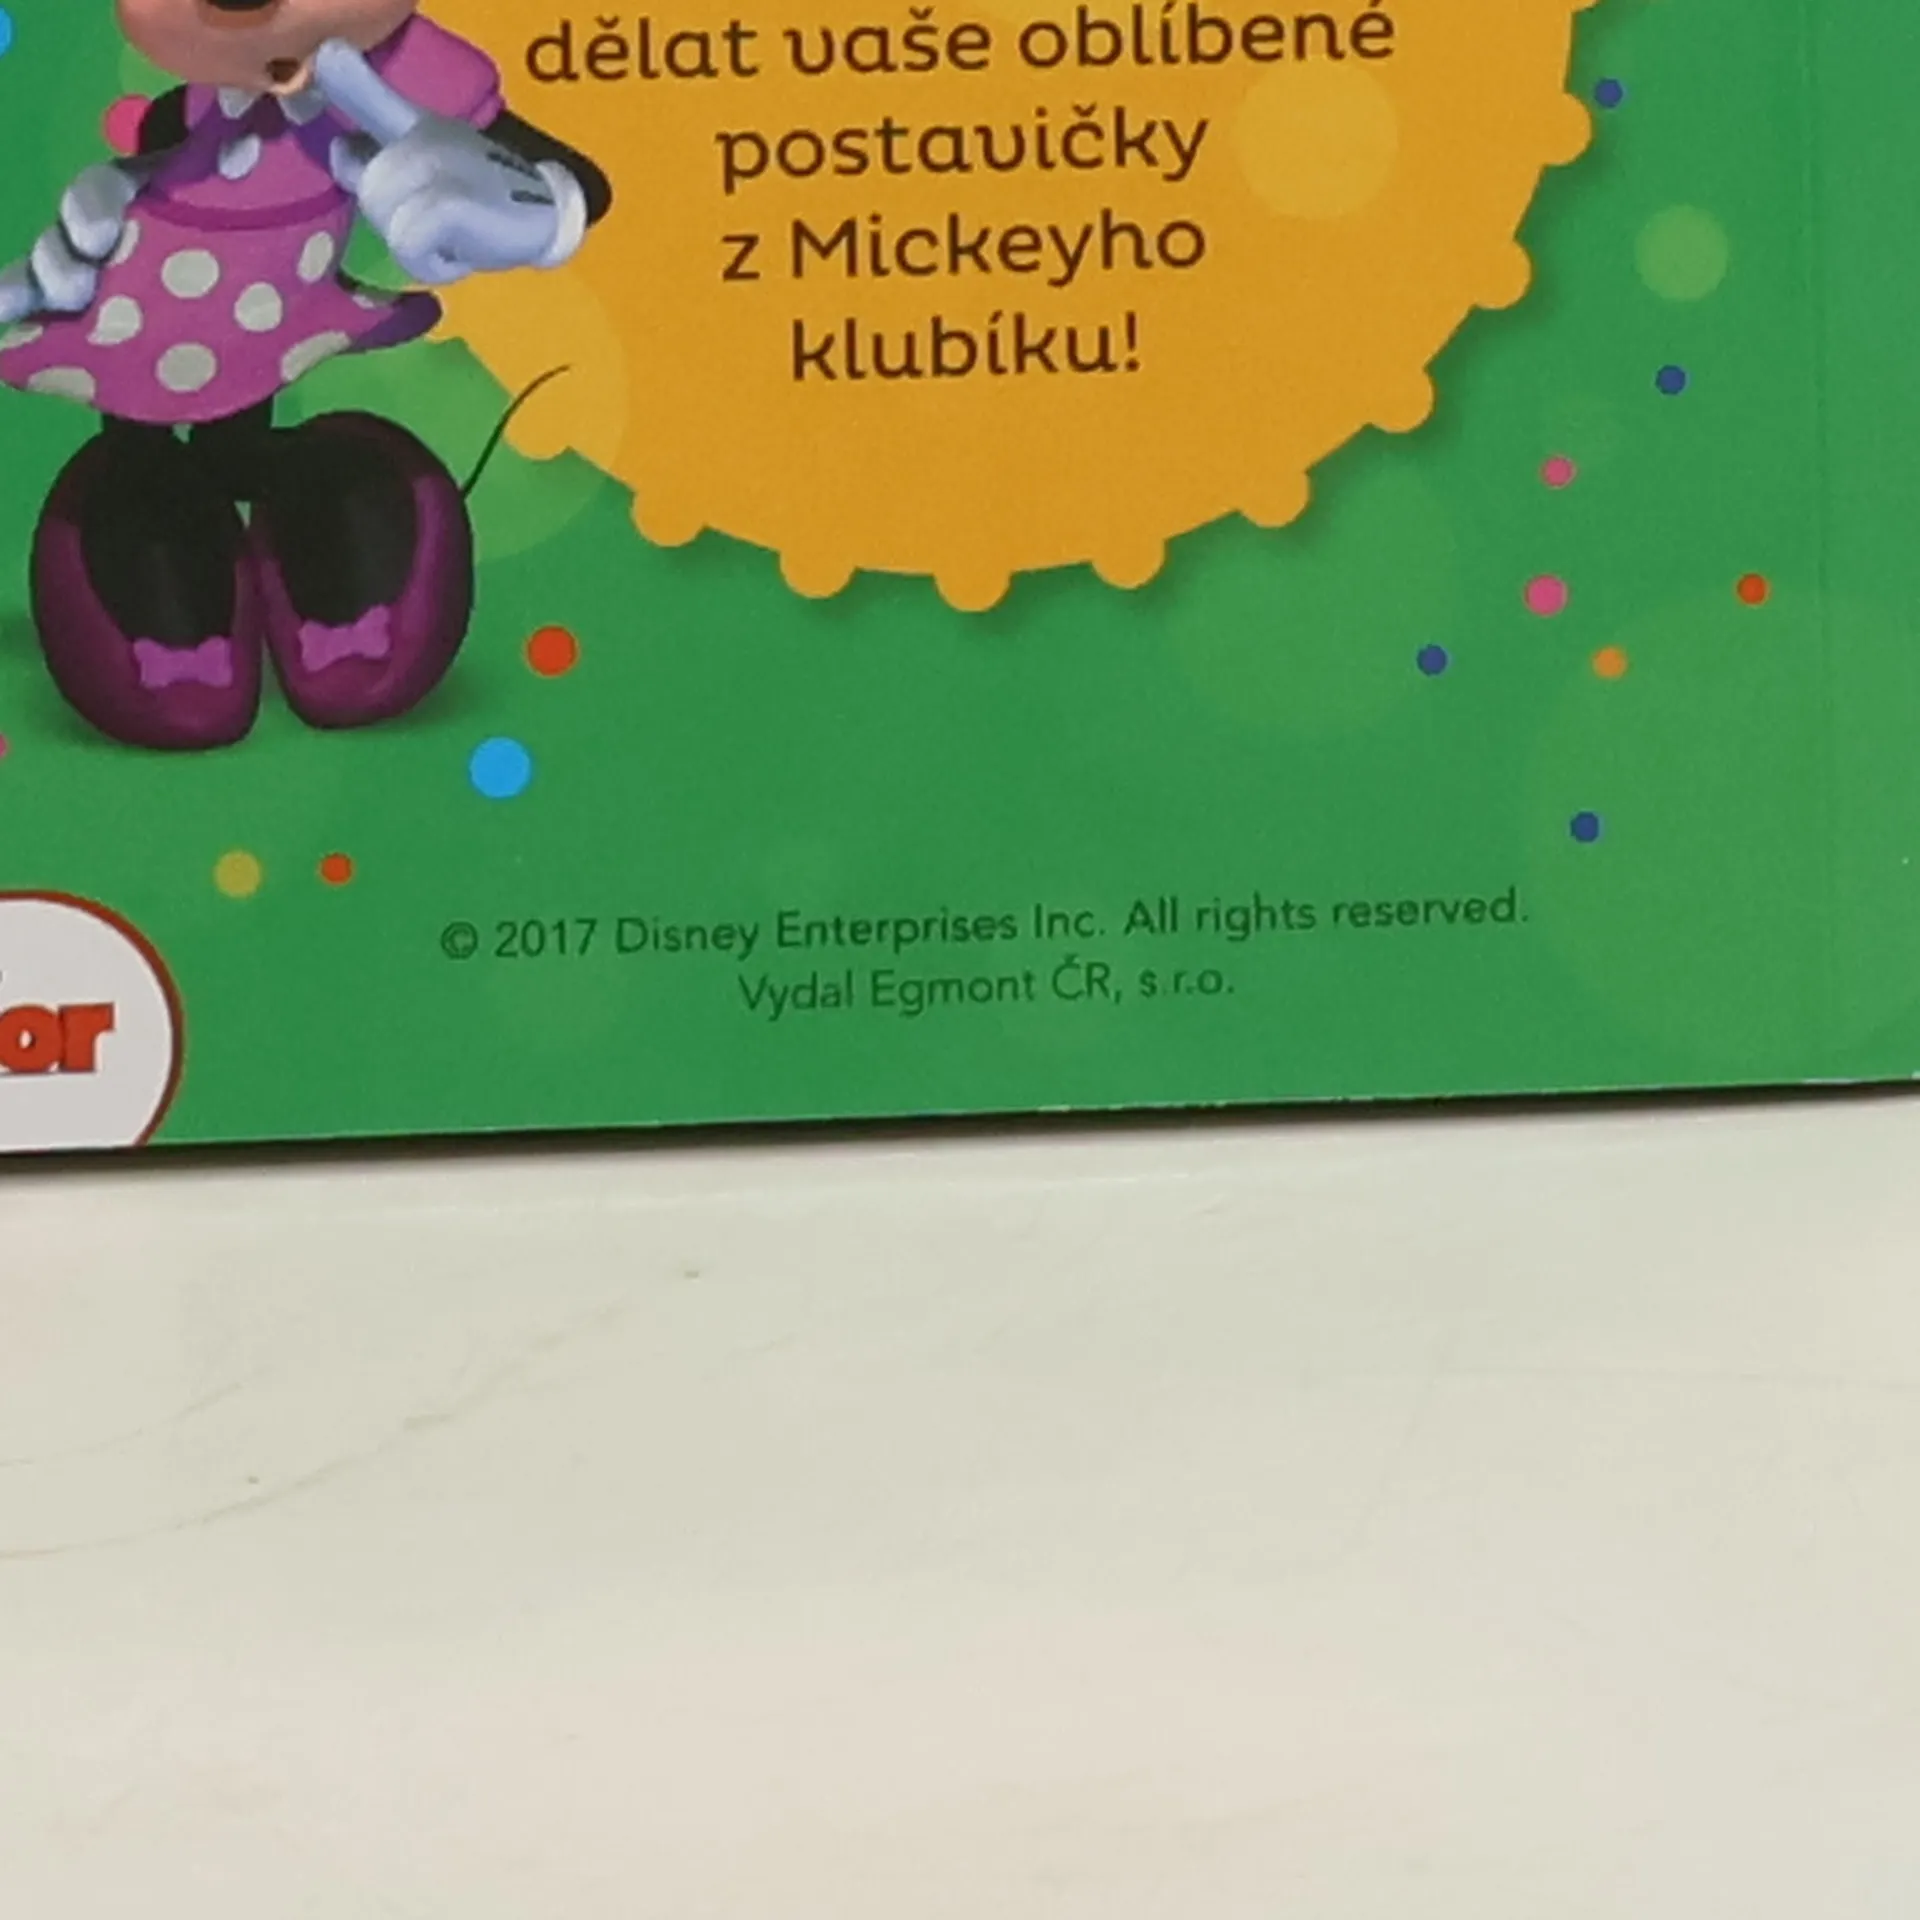 dělat vaše oblíbené
postavičky
z Mickeyho
klubíku!
© 2017 Disney Enterprises Inc. All rights reserved.
Vydal Egmont ČR, s.r.o.